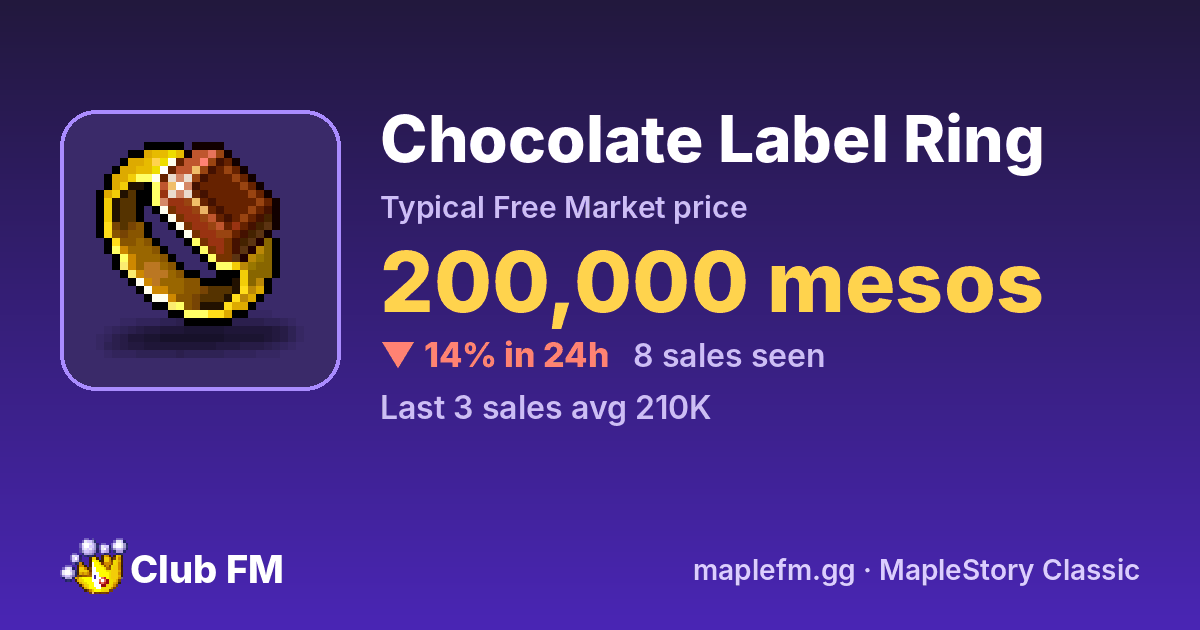 Chocolate Label Ring
Typical Free Market price
200,000 mesos
▼ 14% in 24h 8 sales seen
Last 3 sales avg 210K
Club FM
maplefm.gg · MapleStory Classic